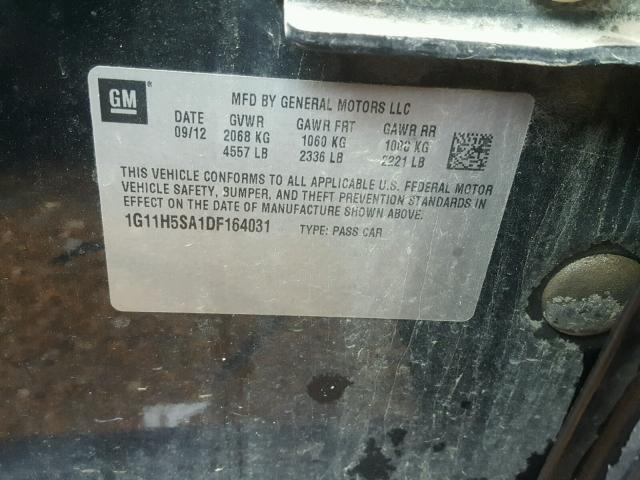 GM ®
MFD BY GENERAL MOTORS LLC
DATE GVWR GAWR FRT GAWR RR
09/12 2068 KG 1060 KG 1008 KG
4557 LB 2336 LB 2221 LB
THIS VEHICLE CONFORMS TO ALL APPLICABLE U.S. FEDERAL MOTOR
VEHICLE SAFETY, BUMPER, AND THEFT PREVENTION STANDARDS IN
EFFECT ON THE DATE OF MANUFACTURE SHOWN ABOVE.
1G11H5SA1DF164031 TYPE: PASS CAR